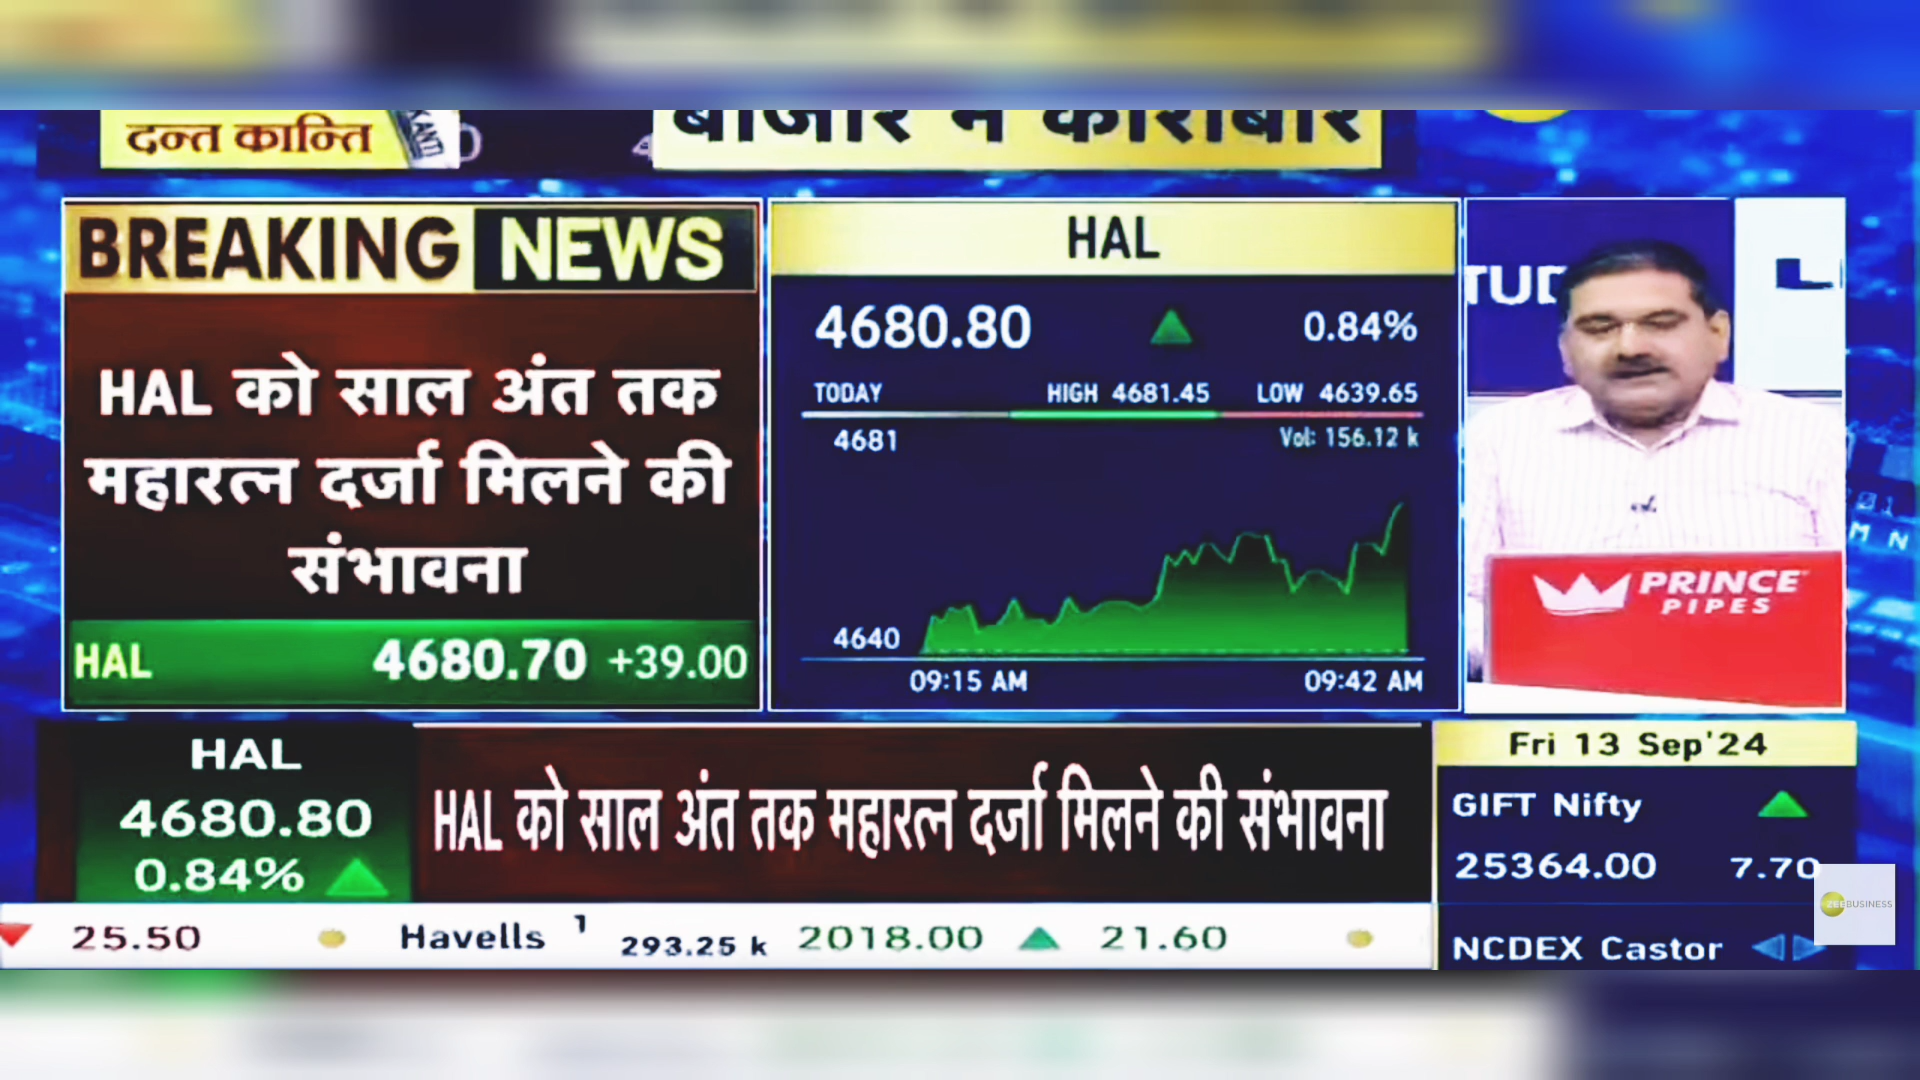 दन्त कान्ति
KANTI
बाजार में कारोबार
BREAKING NEWS
HAL को साल अंत तक
महारत्न दर्जा मिलने की
संभावना
HAL 4680.70 +39.00
HAL
4680.80 0.84%
TODAY HIGH 4681.45 LOW 4639.65
4681 Vol: 156.12 k
4640
09:15 AM 09:42 AM
PRINCE
PIPES
HAL
4680.80
0.84%
HAL को साल अंत तक महारत्न दर्जा मिलने की संभावना
Fri 13 Sep'24
GIFT Nifty
25364.00 7.70
NCDEX Castor
ZEEBUSINESS
25.50 Havells 293.25 k 2018.00 21.60